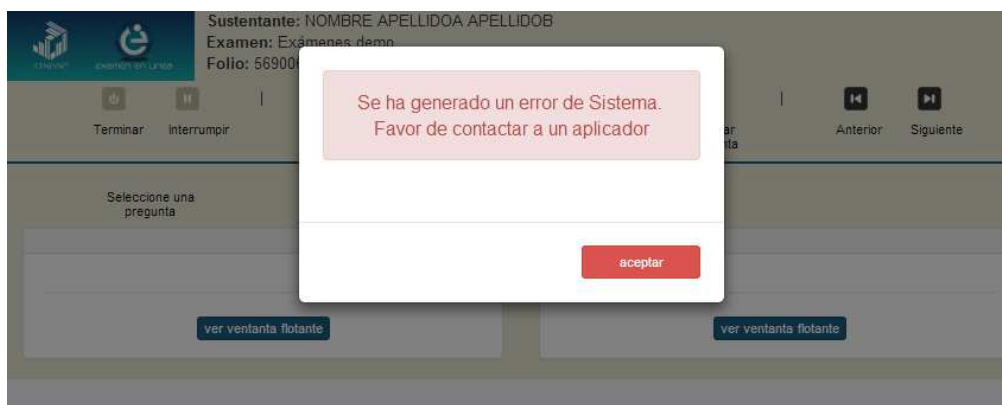 Sustentante: NOMBRE APELLIDOA APELLIDOB
Examen: Exámenes demo
Folio: 56900
Se ha generado un error de Sistema.
Favor de contactar a un aplicador
Terminar
Interrumpir
Anterior
Siguiente
Seleccione una
pregunta
aceptar
ver ventanta flotante
ver ventanta flotante